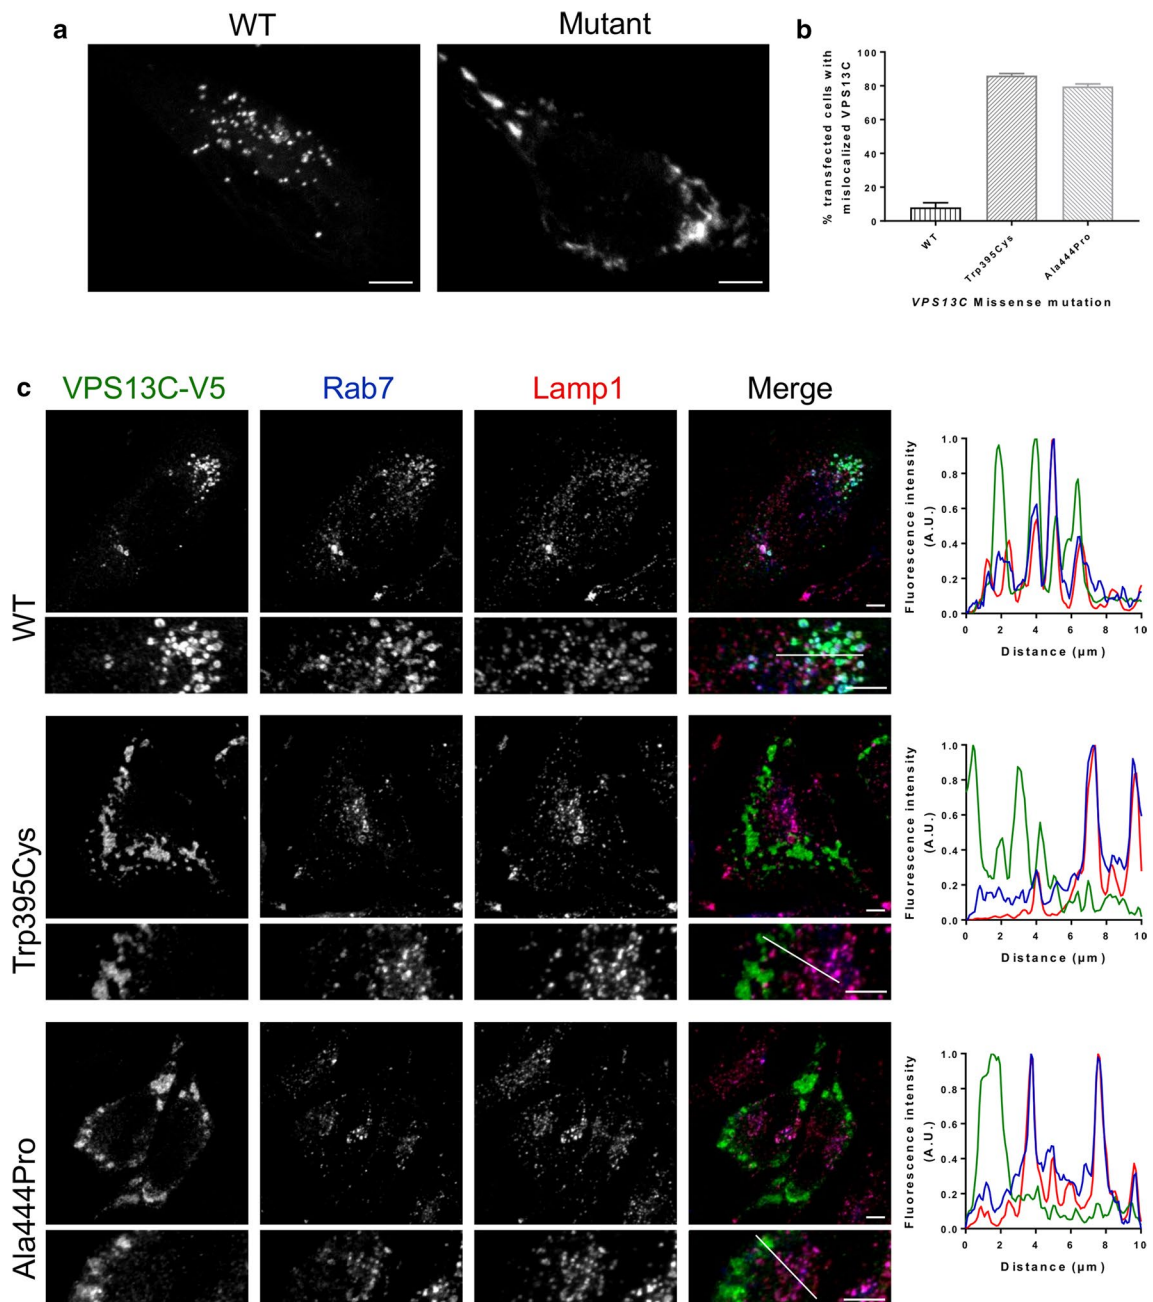 a
WT
Mutant
b
% transfected cells with
mislocalized VPS13C
100
80
60
40
20
0
WT
Trp395Cys
Ala444Pro
VPS13C Missense mutation
c
VPS13C-V5
Rab7
Lamp1
Merge
WT
Fluorescence intensity
(A.U.)
1.0
0.8
0.6
0.4
0.2
0.0
0 2 4 6 8 10
Distance (µm)
Trp395Cys
Fluorescence intensity
(A.U.)
1.0
0.8
0.6
0.4
0.2
0.0
0 2 4 6 8 10
Distance (µm)
Ala444Pro
Fluorescence intensity
(A.U.)
1.0
0.8
0.6
0.4
0.2
0.0
0 2 4 6 8 10
Distance (µm)